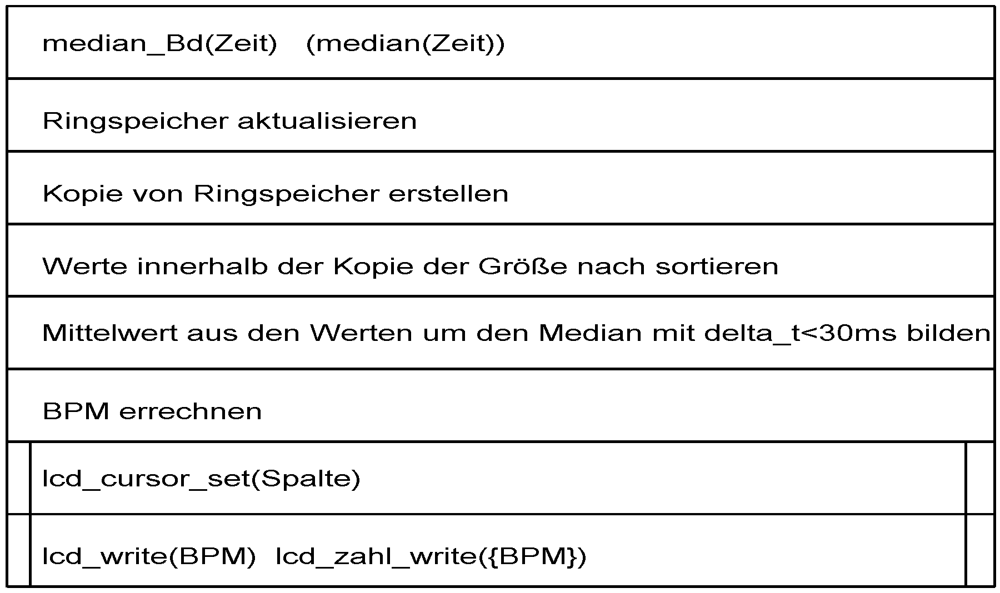 median_Bd(Zeit) (median(Zeit))
Ringspeicher aktualisieren
Kopie von Ringspeicher erstellen
Werte innerhalb der Kopie der Größe nach sortieren
Mittelwert aus den Werten um den Median mit delta_t<30ms bilden
BPM errechnen
lcd_cursor_set(Spalte)
lcd_write(BPM) lcd_zahl_write({BPM})